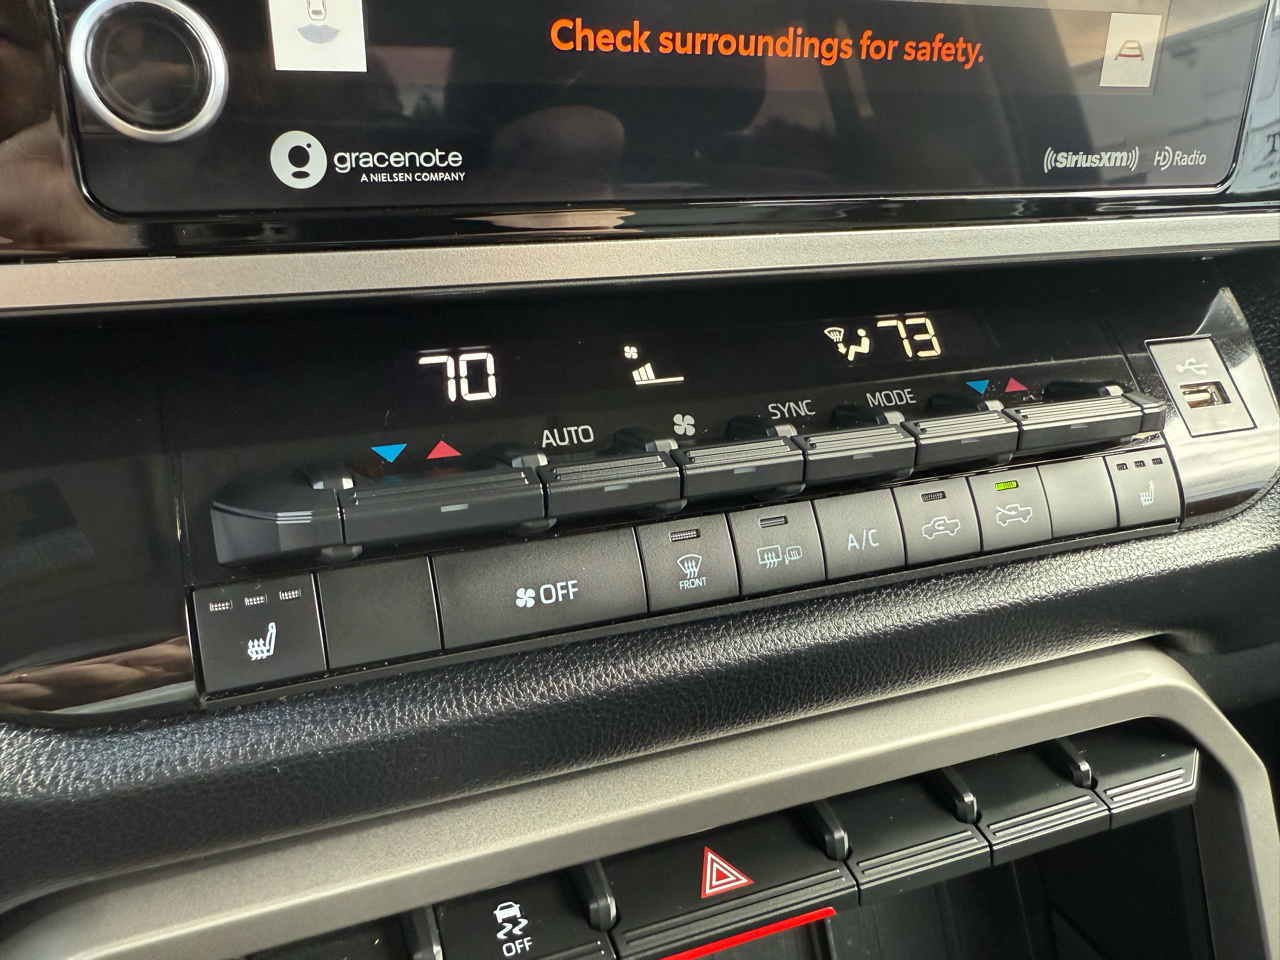 Check surroundings for safety.
gracenote
A NIELSEN COMPANY
SiriusXM
HD Radio
70
73
AUTO
SYNC
MODE
OFF
FRONT
A/C
OFF